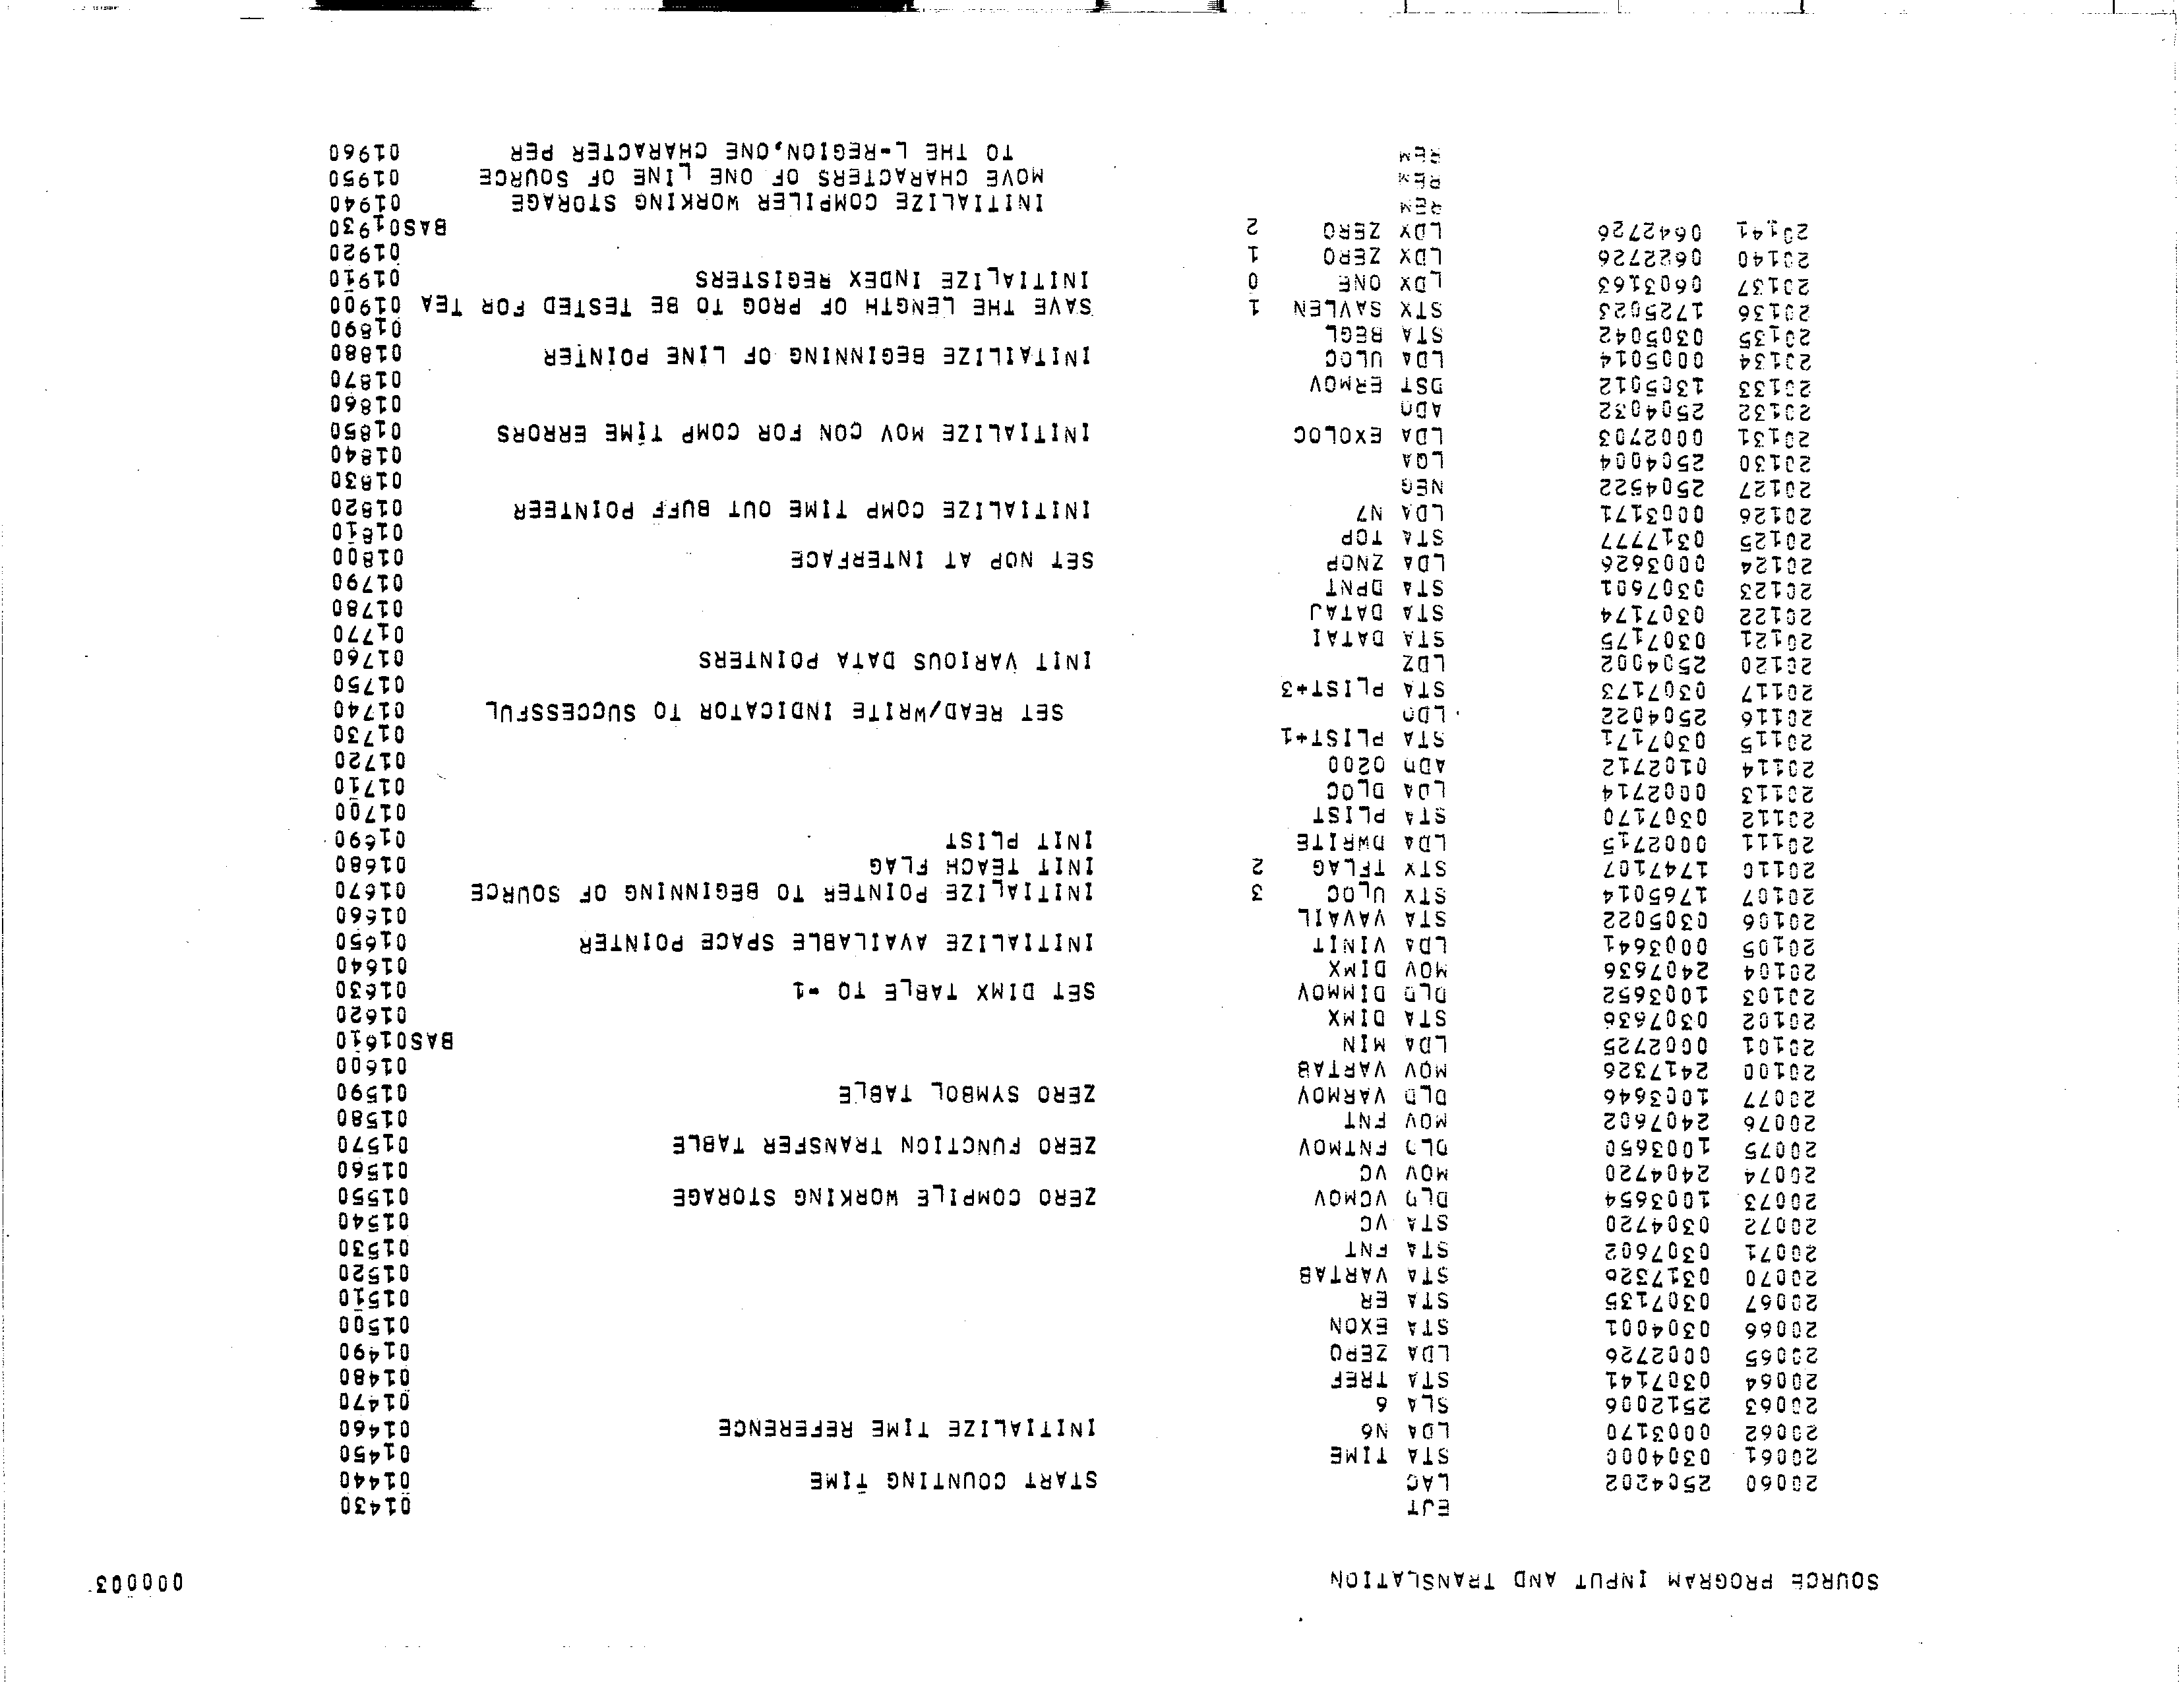 SOURCE PROGRAM INPUT AND TRANSLATION 000003
EJT 01430
20060 2504202 LAC START COUNTING TIME 01440
20061 0304000 STA TIME 01450
20062 0003170 LDA N6 INITIALIZE TIME REFERENCE 01460
20063 2512006 SLA 6 01470
20064 0307141 STA TREF 01480
20065 0002726 LDA ZERO 01490
20066 0304001 STA EXON 01500
20067 0307135 STA ER 01510
20070 0317326 STA VARTAB 01520
20071 0307602 STA FNT 01530
20072 0304720 STA VC 01540
20073 1003654 DLD VCMOV ZERO COMPILE WORKING STORAGE 01550
20074 2404720 MOV VC 01560
20075 1003650 DLD FNTMOV ZERO FUNCTION TRANSFER TABLE 01570
20076 2407602 MOV FNT 01580
20077 1003646 DLD VARMOV ZERO SYMBOL TABLE 01590
20100 2417326 MOV VARTAB 01600
20101 0002725 LDA MIN BAS01610
20102 0307636 STA DIMX 01620
20103 1003652 DLD DIMMOV SET DIMX TABLE TO -1 01630
20104 2407636 MOV DIMX 01640
20105 0003641 LDA VINIT INITIALIZE AVAILABLE SPACE POINTER 01650
20106 0305022 STA VAVAIL 01660
20107 1765014 STX ULOC 3 INITIALIZE POINTER TO BEGINNING OF SOURCE 01670
20110 1747107 STX TFLAG 2 INIT TEACH FLAG 01680
20111 0002715 LDA DWRITE INIT PLIST 01690
20112 0307170 STA PLIST 01700
20113 0002714 LDA DLOC 01710
20114 0102712 ADD O200 01720
20115 0307171 STA PLIST+1 01730
20116 2504022 LDO SET READ/WRITE INDICATOR TO SUCCESSFUL 01740
20117 0307173 STA PLIST+3 01750
20120 2504002 LDZ INIT VARIOUS DATA POINTERS 01760
20121 0307175 STA DATAI 01770
20122 0307174 STA DATAJ 01780
20123 0307601 STA DPNT 01790
20124 0003626 LDA ZNOP SET NOP AT INTERFACE 01800
20125 0317777 STA TOP 01810
20126 0003171 LDA N7 INITIALIZE COMP TIME OUT BUFF POINTEER 01820
20127 2504522 NEG 01830
20130 2504004 LQA 01840
20131 0002703 LDA EXOLOC INITIALIZE MOV CON FOR COMP TIME ERRORS 01850
20132 2504032 ADO 01860
20133 1305012 DST ERMOV 01870
20134 0005014 LDA ULOC INITAILIZE BEGINNING OF LINE POINTER 01880
20135 0305042 STA BEGL 01890
20136 1725023 STX SAVLEN 1 SAVE THE LENGTH OF PROG TO BE TESTED FOR TEA 01900
20137 0603163 LDX ONE 0 INITIALIZE INDEX REGISTERS 01910
20140 0622726 LDX ZERO 1 01920
20141 0642726 LDX ZERO 2 BAS01930
REM INITIALIZE COMPILER WORKING STORAGE 01940
REM MOVE CHARACTERS OF ONE LINE OF SOURCE 01950
REM TO THE L-REGION,ONE CHARACTER PER 01960